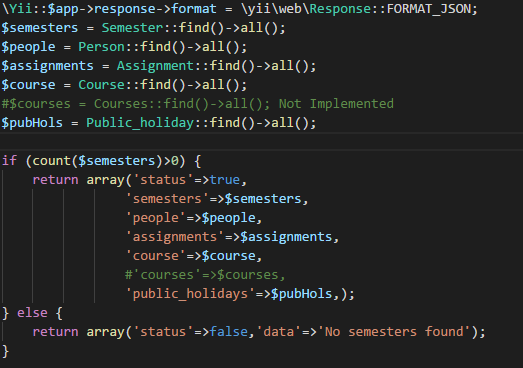 \Yii::$app->response->format = \yii\web\Response::FORMAT_JSON;
$semesters = Semester::find()->all();
$people = Person::find()->all();
$assignments = Assignment::find()->all();
$course = Course::find()->all();
#$courses = Courses::find()->all(); Not Implemented
$pubHols = Public_holiday::find()->all();
if (count($semesters)>0) {
return array('status'=>true,
'semesters'=>$semesters,
'people'=>$people,
'assignments'=>$assignments,
'course'=>$course,
#'courses'=>$courses,
'public_holidays'=>$pubHols,);
} else {
return array('status'=>false,'data'=>'No semesters found');
}